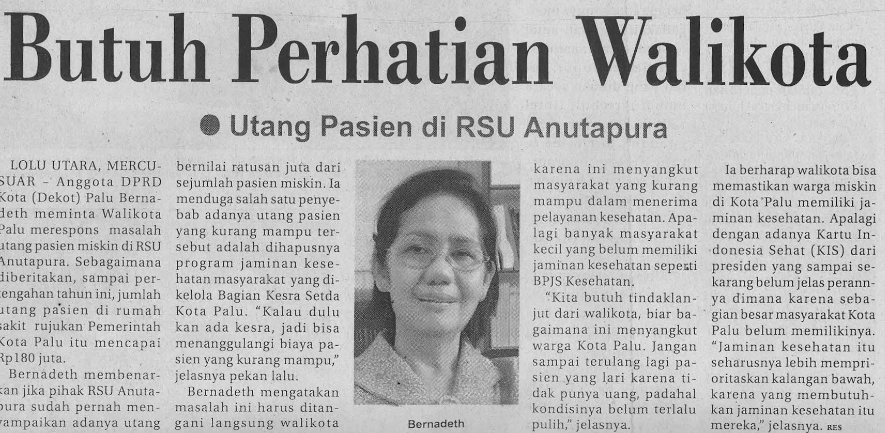 Butuh Perhatian Walikota
● Utang Pasien di RSU Anutapura
LOLU UTARA, MERCU-
SUAR – Anggota DPRD
Kota (Dekot) Palu Berna-
deth meminta Walikota
Palu merespons masalah
utang pasien miskin di RSU
Anutapura. Sebagaimana
diberitakan, sampai per-
tengahan tahun ini, jumlah
utang pasien di rumah
sakit rujukan Pemerintah
Kota Palu itu mencapai
Rp180 juta.
Bernadeth membenar-
kan jika pihak RSU Anuta-
pura sudah pernah men-
yampaikan adanya utang
bernilai ratusan juta dari
sejumlah pasien miskin. Ia
menduga salah satu penye-
bab adanya utang pasien
yang kurang mampu ter-
sebut adalah dihapusnya
program jaminan kese-
hatan masyarakat yang di-
kelola Bagian Kesra Setda
Kota Palu. “Kalau dulu
kan ada kesra, jadi bisa
menanggulangi biaya pa-
sien yang kurang mampu,”
jelasnya pekan lalu.
Bernadeth mengatakan
masalah ini harus ditan-
gani langsung walikota
Bernadeth
karena ini menyangkut
masyarakat yang kurang
mampu dalam menerima
pelayanan kesehatan. Apa-
lagi banyak masyarakat
kecil yang belum memiliki
jaminan kesehatan seperti
BPJS Kesehatan.
“Kita butuh tindaklan-
jut dari walikota, biar ba-
gaimana ini menyangkut
warga Kota Palu. Jangan
sampai terulang lagi pa-
sien yang lari karena ti-
dak punya uang, padahal
kondisinya belum terlalu
pulih,” jelasnya.
Ia berharap walikota bisa
memastikan warga miskin
di Kota Palu memiliki ja-
minan kesehatan. Apalagi
dengan adanya Kartu In-
donesia Sehat (KIS) dari
presiden yang sampai se-
karang belum jelas perann-
ya dimana karena seba-
gian besar masyarakat Kota
Palu belum memilikinya.
“Jaminan kesehatan itu
seharusnya lebih mempri-
oritaskan kalangan bawah,
karena yang membutuh-
kan jaminan kesehatan itu
mereka,” jelasnya. RES